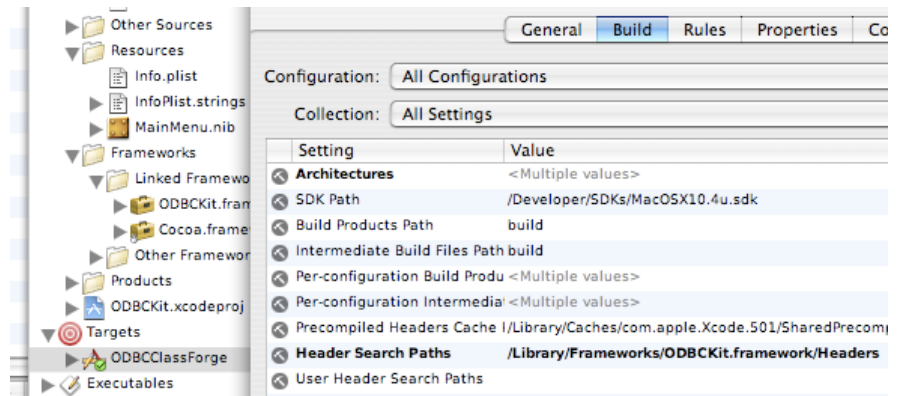 Other Sources
Resources
Info.plist
InfoPlist.strings
MainMenu.nib
Frameworks
Linked Framewo
ODBCKit.fram
Cocoa.frame
Other Framewor
Products
ODBCKit.xcodeproj
Targets
ODBCClassForge
Executables
General Build Rules Properties Co
Configuration: All Configurations
Collection: All Settings
Setting Value
Architectures <Multiple values>
SDK Path /Developer/SDKs/MacOSX10.4u.sdk
Build Products Path build
Intermediate Build Files Path build
Per-configuration Build Produ <Multiple values>
Per-configuration Intermedia <Multiple values>
Precompiled Headers Cache /Library/Caches/com.apple.Xcode.501/SharedPrecom
Header Search Paths /Library/Frameworks/ODBCKit.framework/Headers
User Header Search Paths